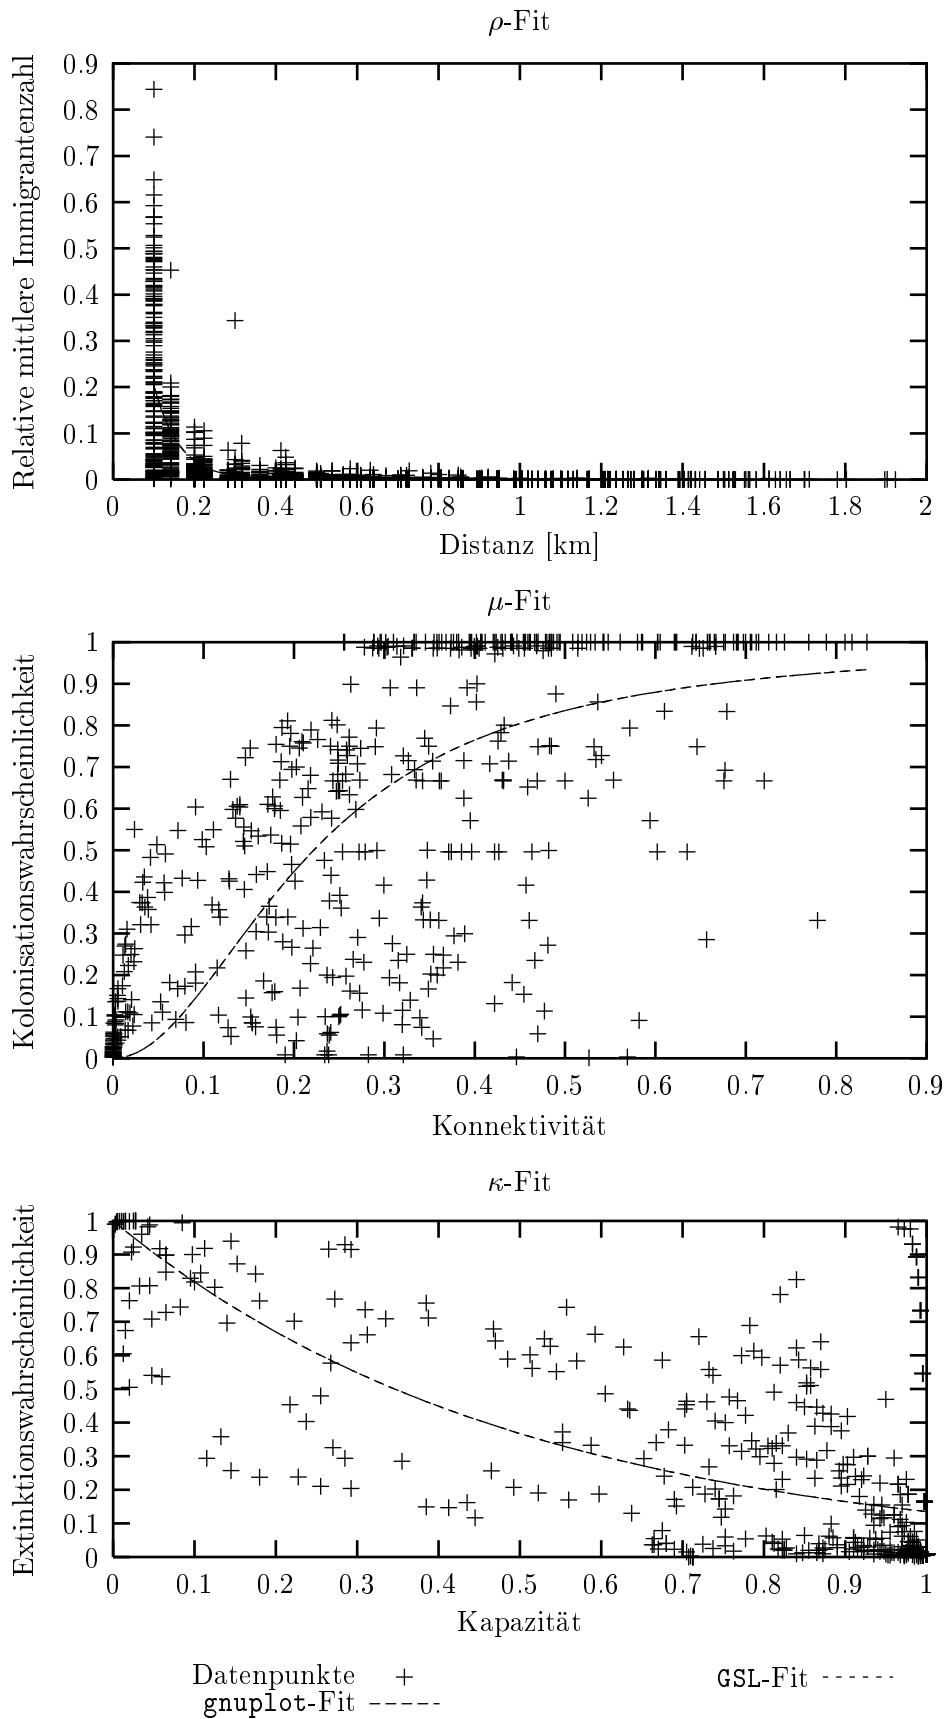 ρ-Fit
Relative mittlere Immigrantenzahl
0.9
0.8
0.7
0.6
0.5
0.4
0.3
0.2
0.1
0
0 0.2 0.4 0.6 0.8 1 1.2 1.4 1.6 1.8 2
Distanz [km]
μ-Fit
Kolonisationswahrscheinlichkeit
1
0.9
0.8
0.7
0.6
0.5
0.4
0.3
0.2
0.1
0
0 0.1 0.2 0.3 0.4 0.5 0.6 0.7 0.8 0.9
Konnektivität
κ-Fit
Extinktionswahrscheinlichkeit
1
0.9
0.8
0.7
0.6
0.5
0.4
0.3
0.2
0.1
0
0 0.1 0.2 0.3 0.4 0.5 0.6 0.7 0.8 0.9 1
Kapazität
Datenpunkte
gnuplot-Fit
GSL-Fit